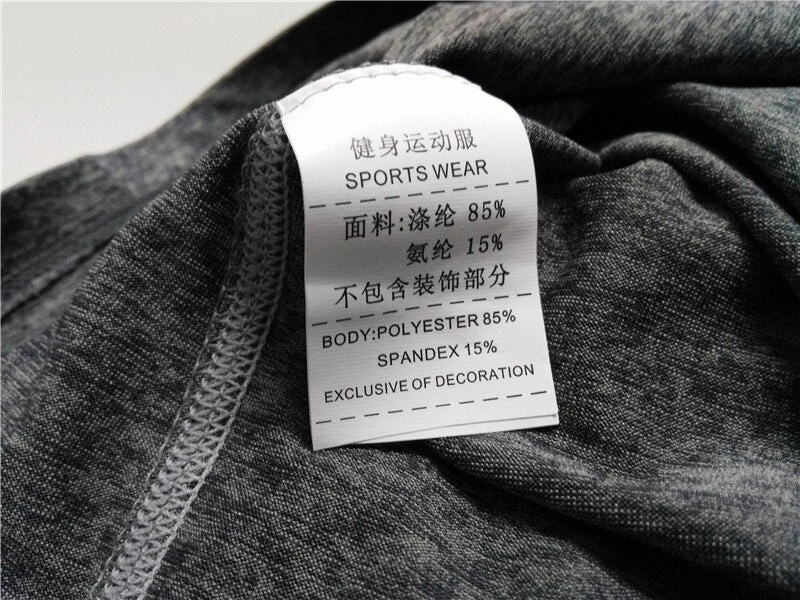 健身运动服
SPORTS WEAR
面料:涤纶 85%
氨纶 15%
不包含装饰部分
BODY:POLYESTER 85%
SPANDEX 15%
EXCLUSIVE OF DECORATION